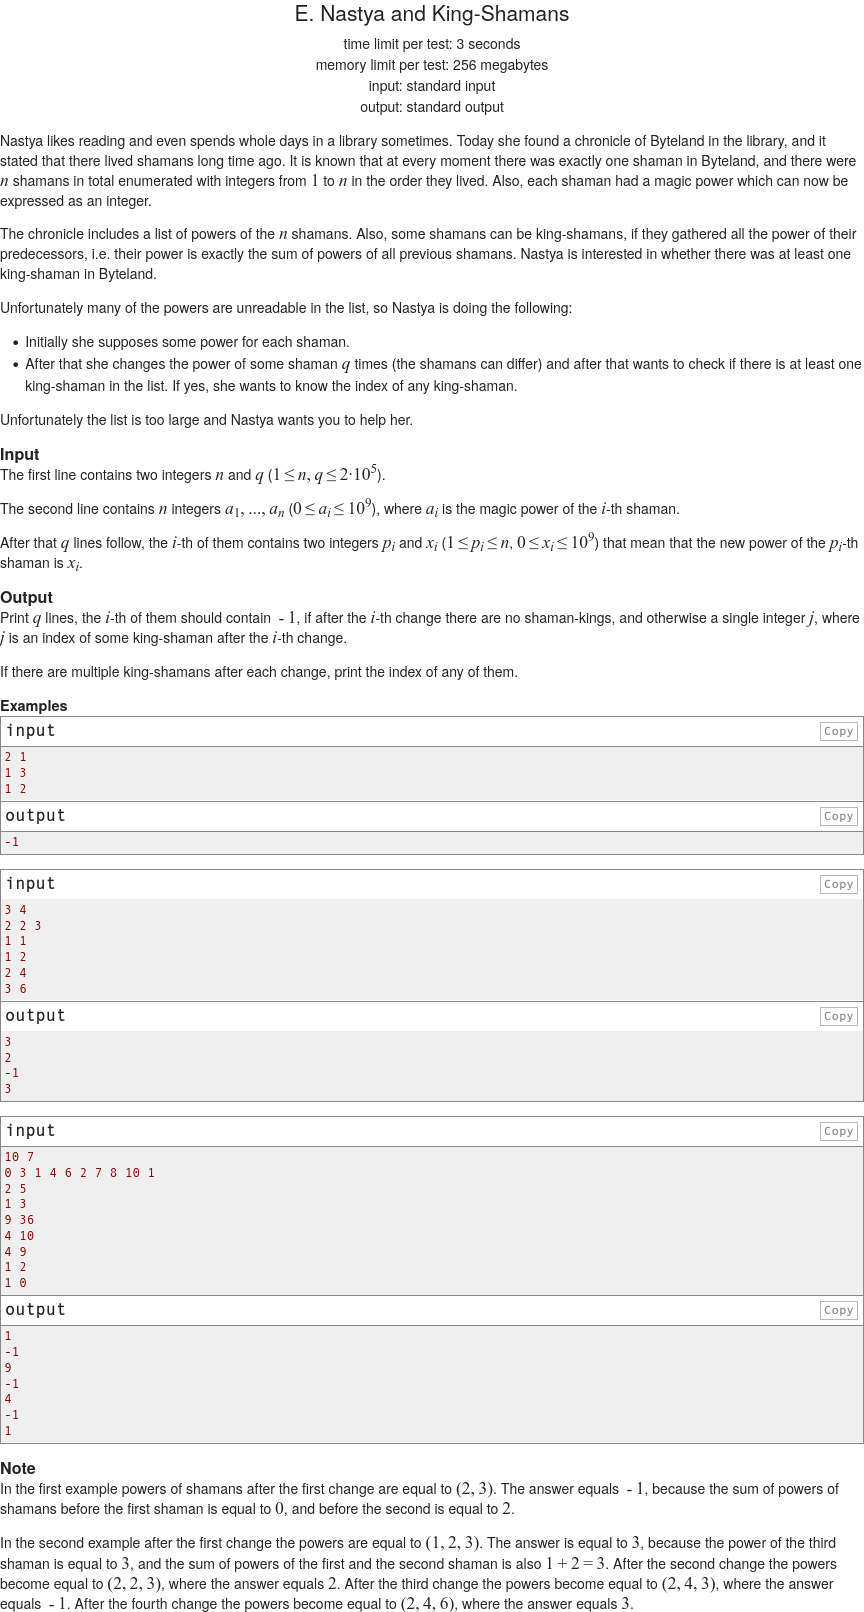 E. Nastya and King-Shamans
time limit per test: 3 seconds
memory limit per test: 256 megabytes
input: standard input
output: standard output
Nastya likes reading and even spends whole days in a library sometimes. Today she found a chronicle of Byteland in the library, and it
stated that there lived shamans long time ago. It is known that at every moment there was exactly one shaman in Byteland, and there were
n shamans in total enumerated with integers from 1 to n in the order they lived. Also, each shaman had a magic power which can now be
expressed as an integer.
The chronicle includes a list of powers of the n shamans. Also, some shamans can be king-shamans, if they gathered all the power of their
predecessors, i.e. their power is exactly the sum of powers of all previous shamans. Nastya is interested in whether there was at least one
king-shaman in Byteland.
Unfortunately many of the powers are unreadable in the list, so Nastya is doing the following:
• Initially she supposes some power for each shaman.
• After that she changes the power of some shaman q times (the shamans can differ) and after that wants to check if there is at least one
king-shaman in the list. If yes, she wants to know the index of any king-shaman.
Unfortunately the list is too large and Nastya wants you to help her.
Input
The first line contains two integers n and q (1 ≤ n, q ≤ 2·10^5).
The second line contains n integers a_1, ..., a_n (0 ≤ a_i ≤ 10^9), where a_i is the magic power of the i-th shaman.
After that q lines follow, the i-th of them contains two integers p_i and x_i (1 ≤ p_i ≤ n, 0 ≤ x_i ≤ 10^9) that mean that the new power of the p_i-th
shaman is x_i.
Output
Print q lines, the i-th of them should contain  - 1, if after the i-th change there are no shaman-kings, and otherwise a single integer j, where
j is an index of some king-shaman after the i-th change.
If there are multiple king-shamans after each change, print the index of any of them.
Examples
input Copy
2 1
1 3
1 2
output Copy
-1
input Copy
3 4
2 2 3
1 1
1 2
2 4
3 6
output Copy
3
2
-1
3
input Copy
10 7
0 3 1 4 6 2 7 8 10 1
2 5
1 3
9 36
4 10
4 9
1 2
1 0
output Copy
1
-1
9
-1
4
-1
1
Note
In the first example powers of shamans after the first change are equal to (2, 3). The answer equals  - 1, because the sum of powers of
shamans before the first shaman is equal to 0, and before the second is equal to 2.
In the second example after the first change the powers are equal to (1, 2, 3). The answer is equal to 3, because the power of the third
shaman is equal to 3, and the sum of powers of the first and the second shaman is also 1 + 2 = 3. After the second change the powers
become equal to (2, 2, 3), where the answer equals 2. After the third change the powers become equal to (2, 4, 3), where the answer
equals  - 1. After the fourth change the powers become equal to (2, 4, 6), where the answer equals 3.